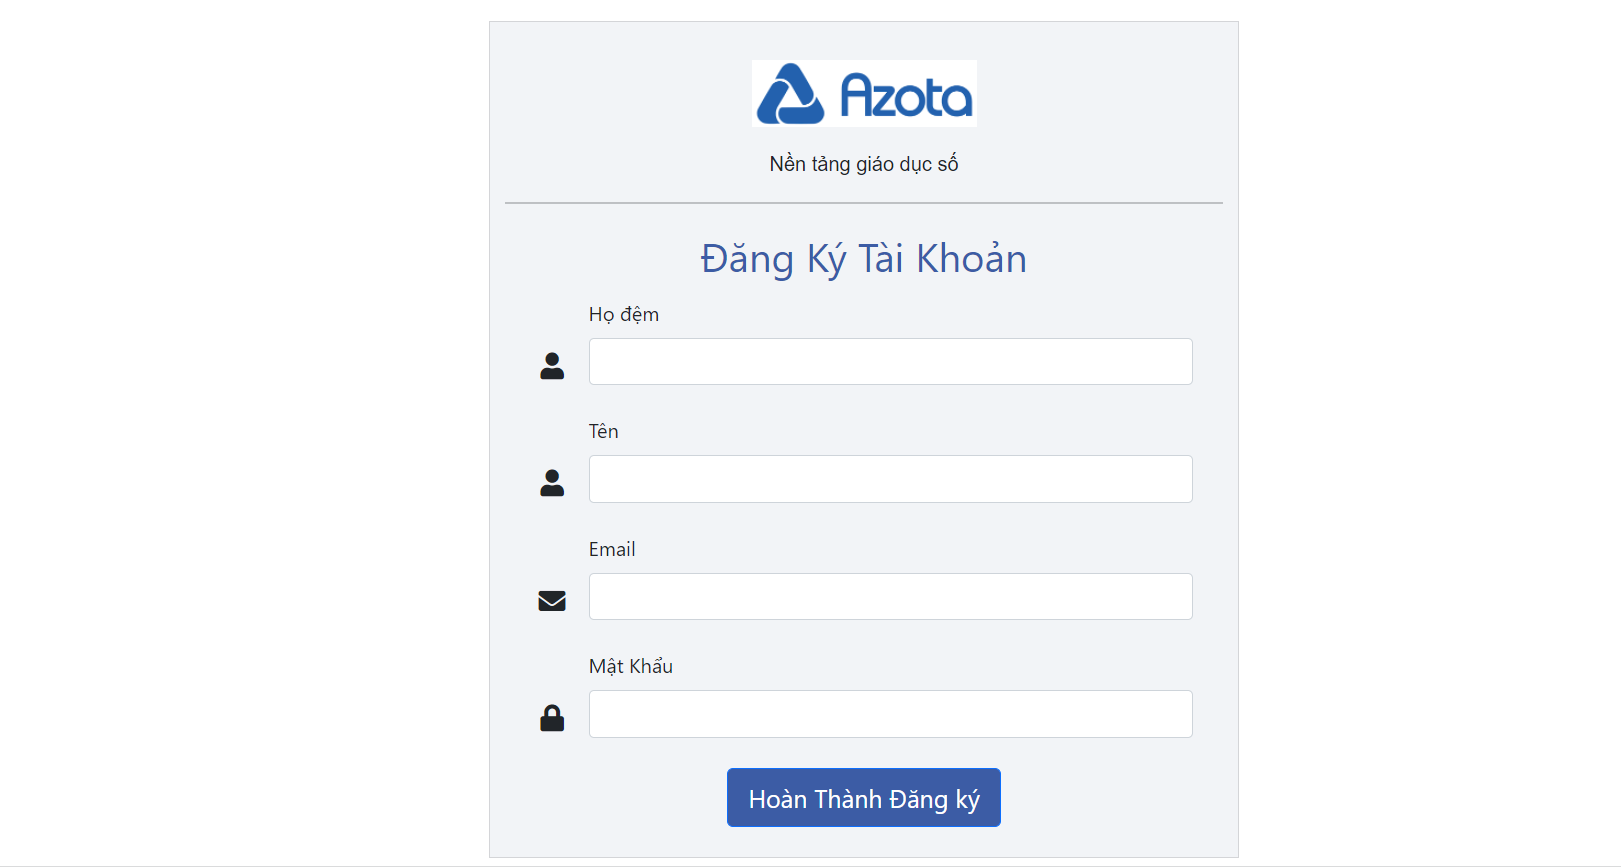 Azota
Nền tảng giáo dục số
Đăng Ký Tài Khoản
Họ đệm
Tên
Email
Mật Khẩu
Hoàn Thành Đăng ký